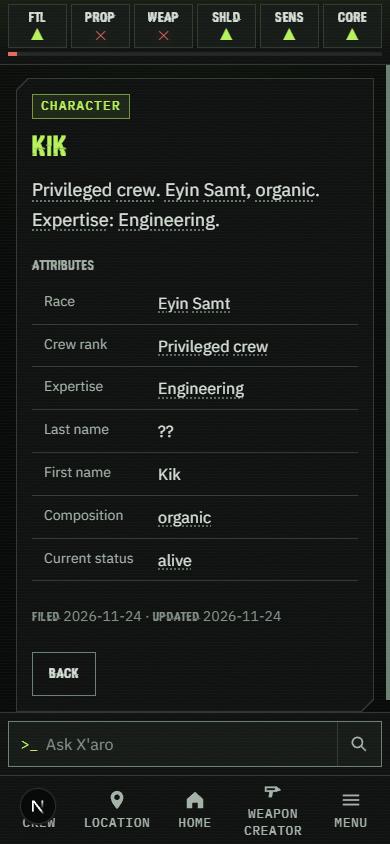 FTL PROP WEAP SHLD SENS CORE
CHARACTER
KIK
Privileged crew. Eyin Samt, organic.
Expertise: Engineering.
ATTRIBUTES
Race Eyin Samt
Crew rank Privileged crew
Expertise Engineering
Last name ??
First name Kik
Composition organic
Current status alive
FILED 2026-11-24 · UPDATED 2026-11-24
BACK
>_ Ask X'aro
N
CREW LOCATION HOME WEAPON CREATOR MENU